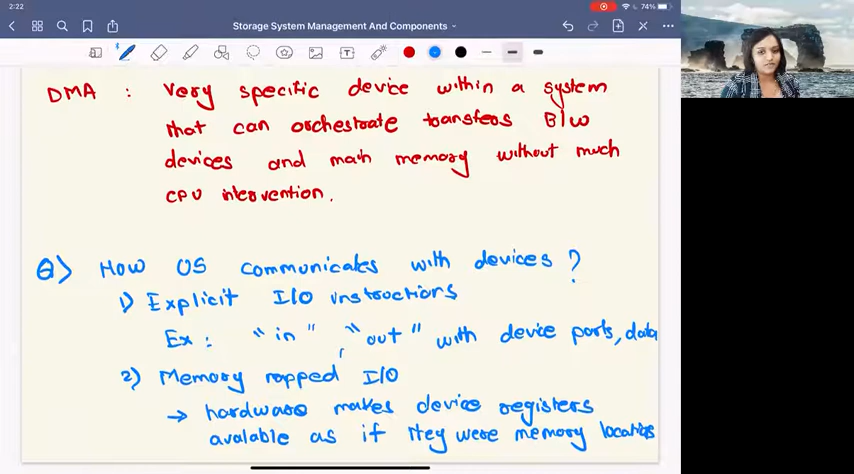 2:22
74%
Storage System Management And Components
DMA : Very specific device within a system
that can orchestrate transfers B/w
devices and main memory without much
CPU intervention.
Q) How OS communicates with devices ?
1) Explicit I/O instructions
Ex : "in", "out" with device ports, data
2) Memory mapped I/O
→ hardware makes device registers
available as if they were memory locations